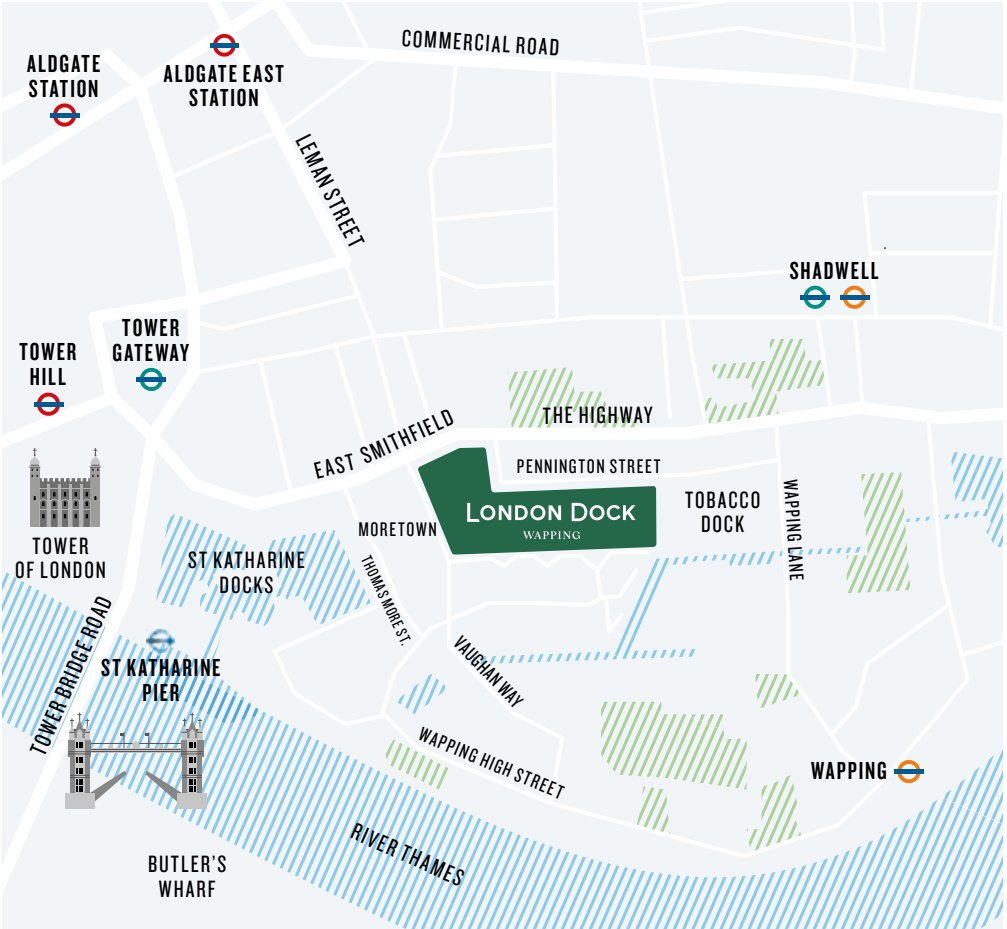 COMMERCIAL ROAD
ALDGATE
STATION
ALDGATE EAST
STATION
LEMAN STREET
SHADWELL
TOWER
GATEWAY
TOWER
HILL
THE HIGHWAY
EAST SMITHFIELD
PENNINGTON STREET
LONDON DOCK
WAPPING
TOBACCO
DOCK
WAPPING LANE
MORETOWN
TOWER
OF LONDON
ST KATHARINE
DOCKS
THOMAS MORE ST.
TOWER BRIDGE ROAD
ST KATHARINE
PIER
VAUGHAN WAY
WAPPING HIGH STREET
WAPPING
RIVER THAMES
BUTLER'S
WHARF